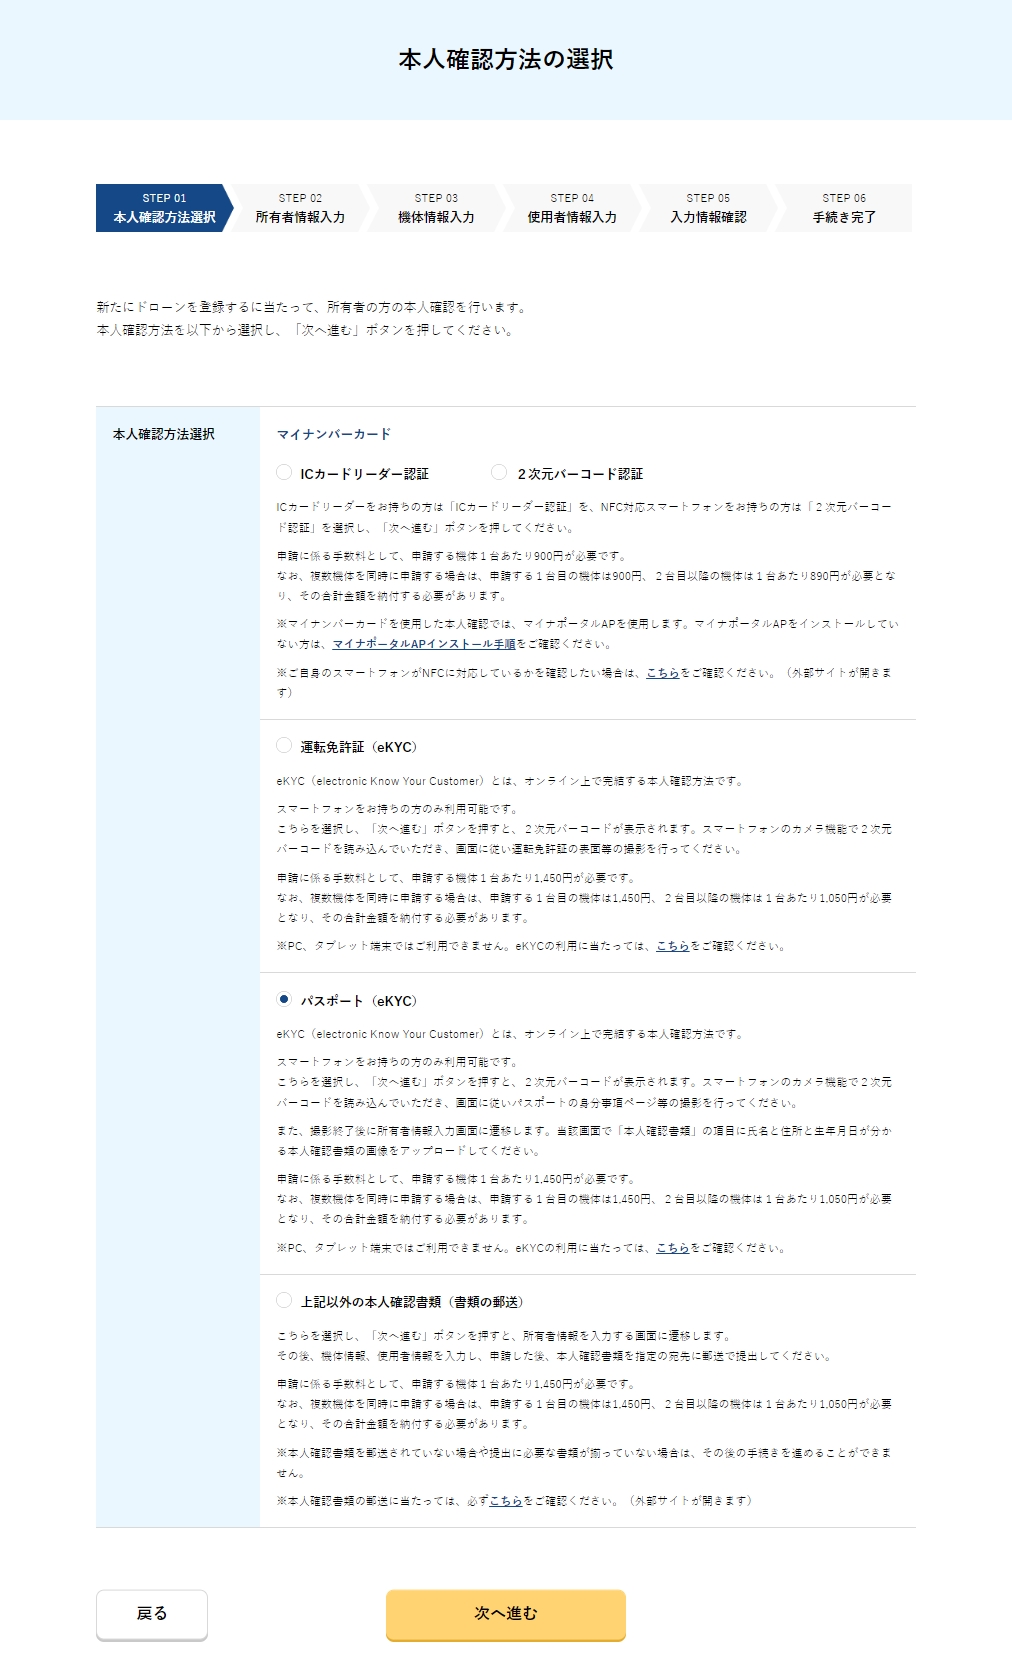 本人確認方法の選択
STEP 01
本人確認方法選択
STEP 02
所有者情報入力
STEP 03
機体情報入力
STEP 04
使用者情報入力
STEP 05
入力情報確認
STEP 06
手続き完了
新たにドローンを登録するに当たって、所有者の方の本人確認を行います。
本人確認方法を以下から選択し、「次へ進む」ボタンを押してください。
本人確認方法選択
マイナンバーカード
ICカードリーダー認証
２次元バーコード認証
ICカードリーダーをお持ちの方は「ICカードリーダー認証」を、NFC対応スマートフォンをお持ちの方は「２次元バーコー
ド認証」を選択し、「次へ進む」ボタンを押してください。
申請に係る手数料として、申請する機体１台あたり900円が必要です。
なお、複数機体を同時に申請する場合は、申請する１台目の機体は900円、２台目以降の機体は１台あたり890円が必要とな
り、その合計金額を納付する必要があります。
※マイナンバーカードを使用した本人確認では、マイナポータルAPを使用します。マイナポータルAPをインストールしてい
ない方は、マイナポータルAPインストール手順をご確認ください。
※ご自身のスマートフォンがNFCに対応しているかを確認したい場合は、こちらをご確認ください。（外部サイトが開きま
す）
運転免許証（eKYC）
eKYC（electronic Know Your Customer）とは、オンライン上で完結する本人確認方法です。
スマートフォンをお持ちの方のみ利用可能です。
こちらを選択し、「次へ進む」ボタンを押すと、２次元バーコードが表示されます。スマートフォンのカメラ機能で２次元
バーコードを読み込んでいただき、画面に従い運転免許証の表面等の撮影を行ってください。
申請に係る手数料として、申請する機体１台あたり1,450円が必要です。
なお、複数機体を同時に申請する場合は、申請する１台目の機体は1,450円、２台目以降の機体は１台あたり1,050円が必要
となり、その合計金額を納付する必要があります。
※PC、タブレット端末ではご利用できません。eKYCの利用に当たっては、こちらをご確認ください。
パスポート（eKYC）
eKYC（electronic Know Your Customer）とは、オンライン上で完結する本人確認方法です。
スマートフォンをお持ちの方のみ利用可能です。
こちらを選択し、「次へ進む」ボタンを押すと、２次元バーコードが表示されます。スマートフォンのカメラ機能で２次元
バーコードを読み込んでいただき、画面に従いパスポートの身分事項ページ等の撮影を行ってください。
また、撮影終了後に所有者情報入力画面に遷移します。当該画面で「本人確認書類」の項目に氏名と住所と生年月日が分か
る本人確認書類の画像をアップロードしてください。
申請に係る手数料として、申請する機体１台あたり1,450円が必要です。
なお、複数機体を同時に申請する場合は、申請する１台目の機体は1,450円、２台目以降の機体は１台あたり1,050円が必要
となり、その合計金額を納付する必要があります。
※PC、タブレット端末ではご利用できません。eKYCの利用に当たっては、こちらをご確認ください。
上記以外の本人確認書類（書類の郵送）
こちらを選択し、「次へ進む」ボタンを押すと、所有者情報を入力する画面に遷移します。
その後、機体情報、使用者情報を入力し、申請した後、本人確認書類を指定の宛先に郵送で提出してください。
申請に係る手数料として、申請する機体１台あたり1,450円が必要です。
なお、複数機体を同時に申請する場合は、申請する１台目の機体は1,450円、２台目以降の機体は１台あたり1,050円が必要
となり、その合計金額を納付する必要があります。
※本人確認書類を郵送されていない場合や提出に必要な書類が揃っていない場合は、その後の手続きを進めることができま
せん。
※本人確認書類の郵送に当たっては、必ずこちらをご確認ください。（外部サイトが開きます）
戻る
次へ進む